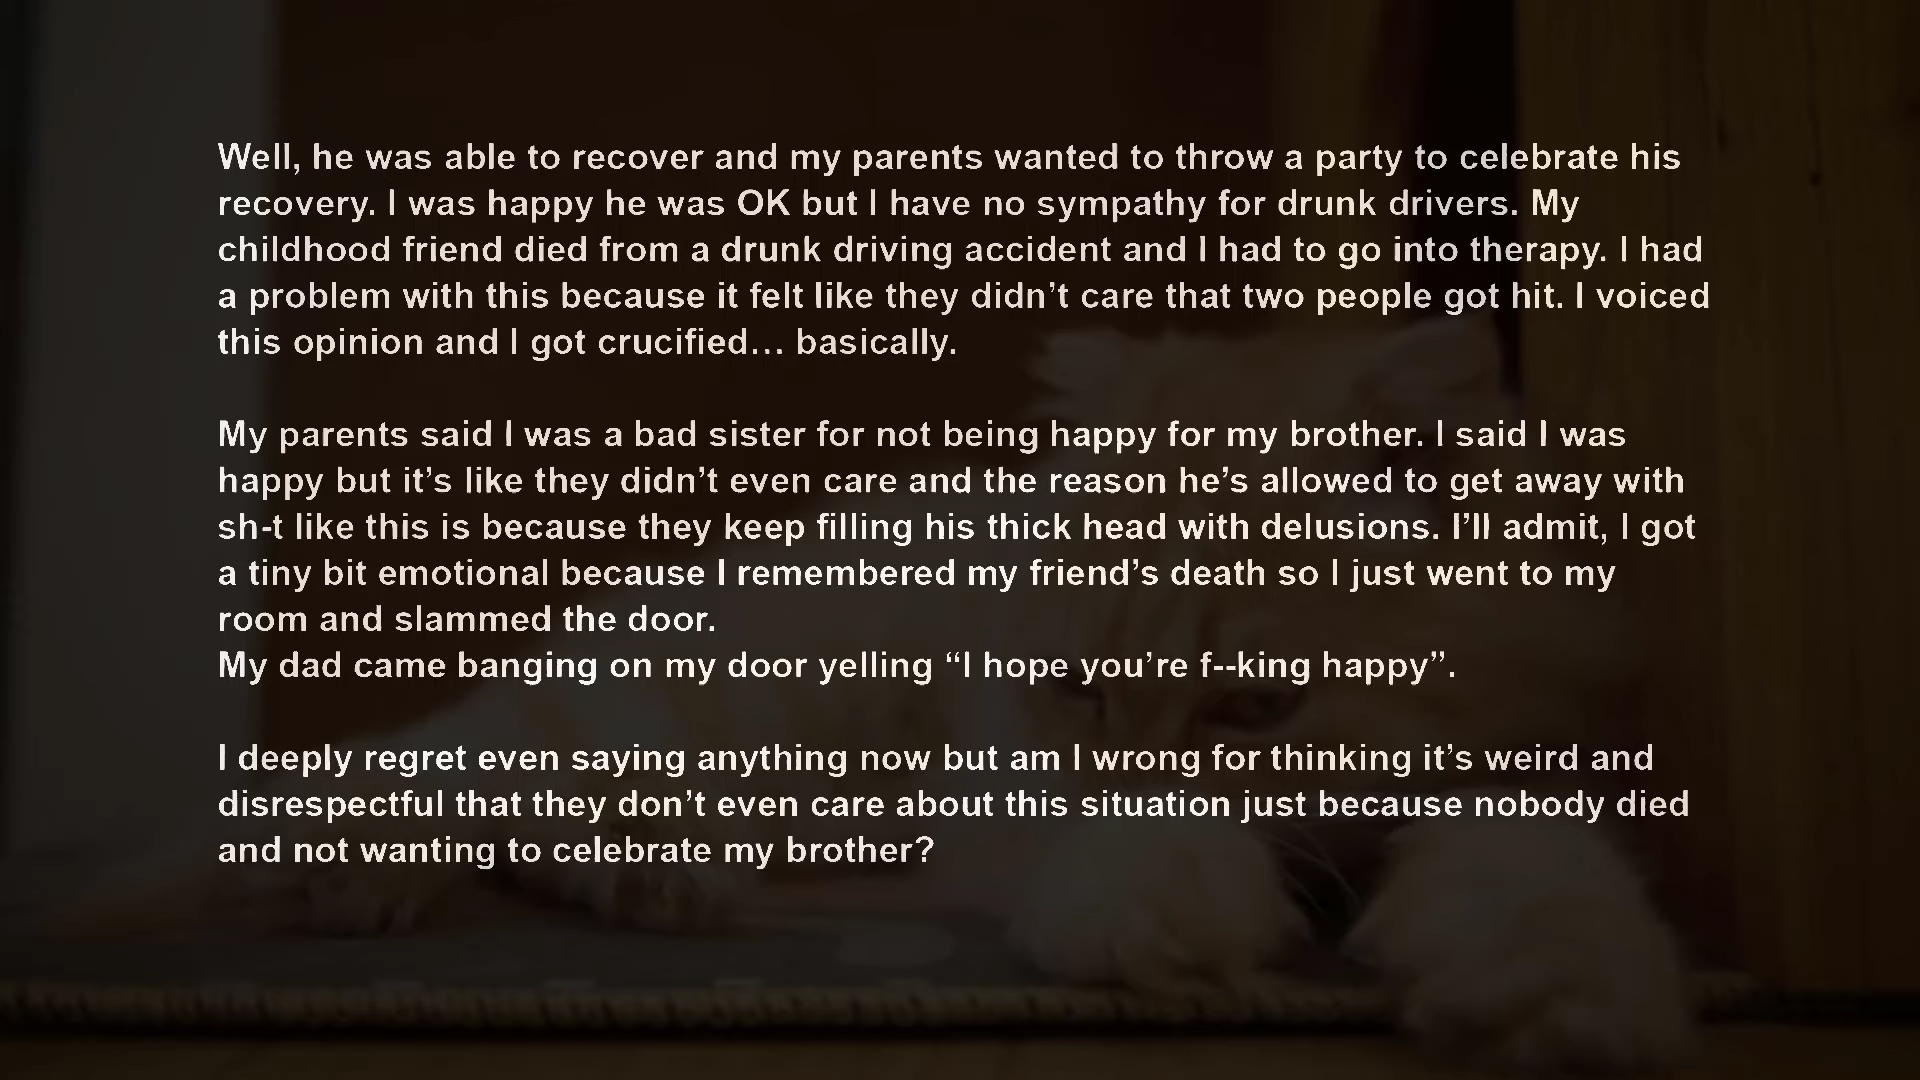 Well, he was able to recover and my parents wanted to throw a party to celebrate his
recovery. I was happy he was OK but I have no sympathy for drunk drivers. My
childhood friend died from a drunk driving accident and I had to go into therapy. I had
a problem with this because it felt like they didn’t care that two people got hit. I voiced
this opinion and I got crucified… basically.
My parents said I was a bad sister for not being happy for my brother. I said I was
happy but it’s like they didn’t even care and the reason he’s allowed to get away with
sh-t like this is because they keep filling his thick head with delusions. I’ll admit, I got
a tiny bit emotional because I remembered my friend’s death so I just went to my
room and slammed the door.
My dad came banging on my door yelling “I hope you’re f--king happy”.
I deeply regret even saying anything now but am I wrong for thinking it’s weird and
disrespectful that they don’t even care about this situation just because nobody died
and not wanting to celebrate my brother?